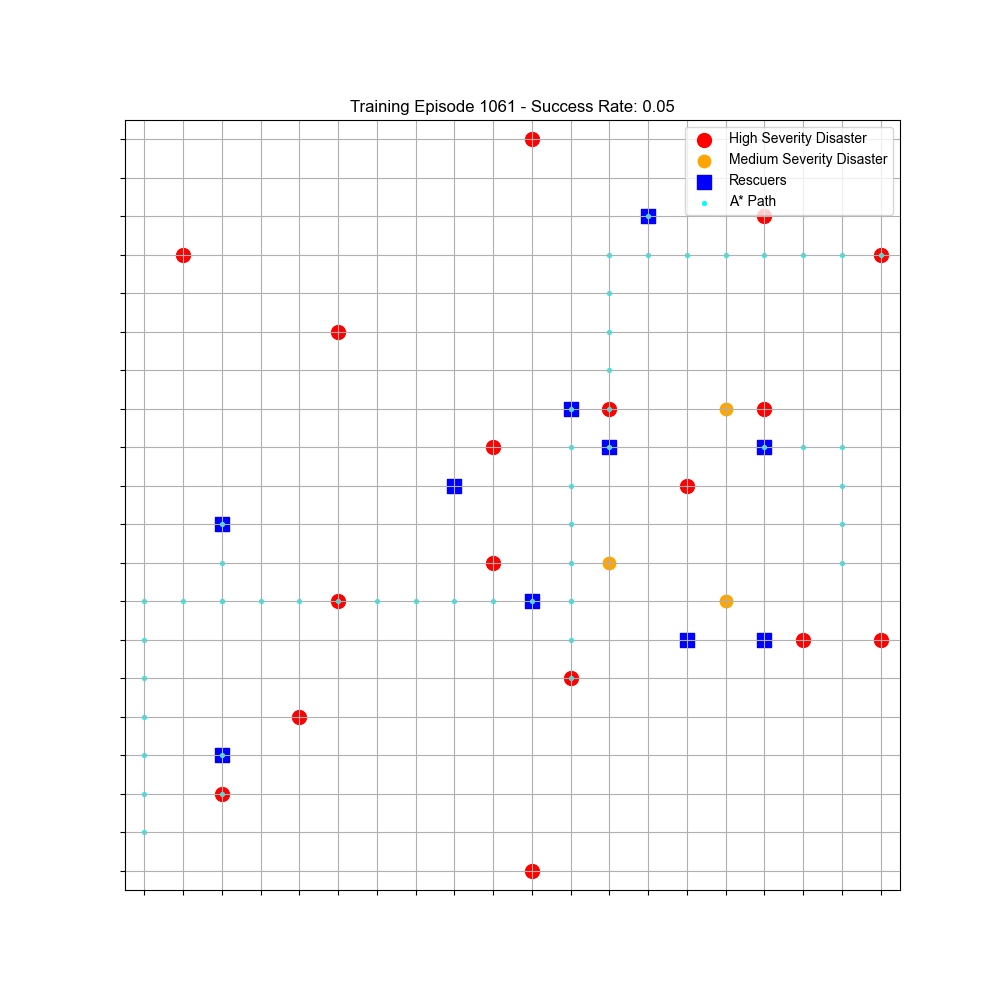 Training Episode 1061 - Success Rate: 0.05
High Severity Disaster
Medium Severity Disaster
Rescuers
A* Path